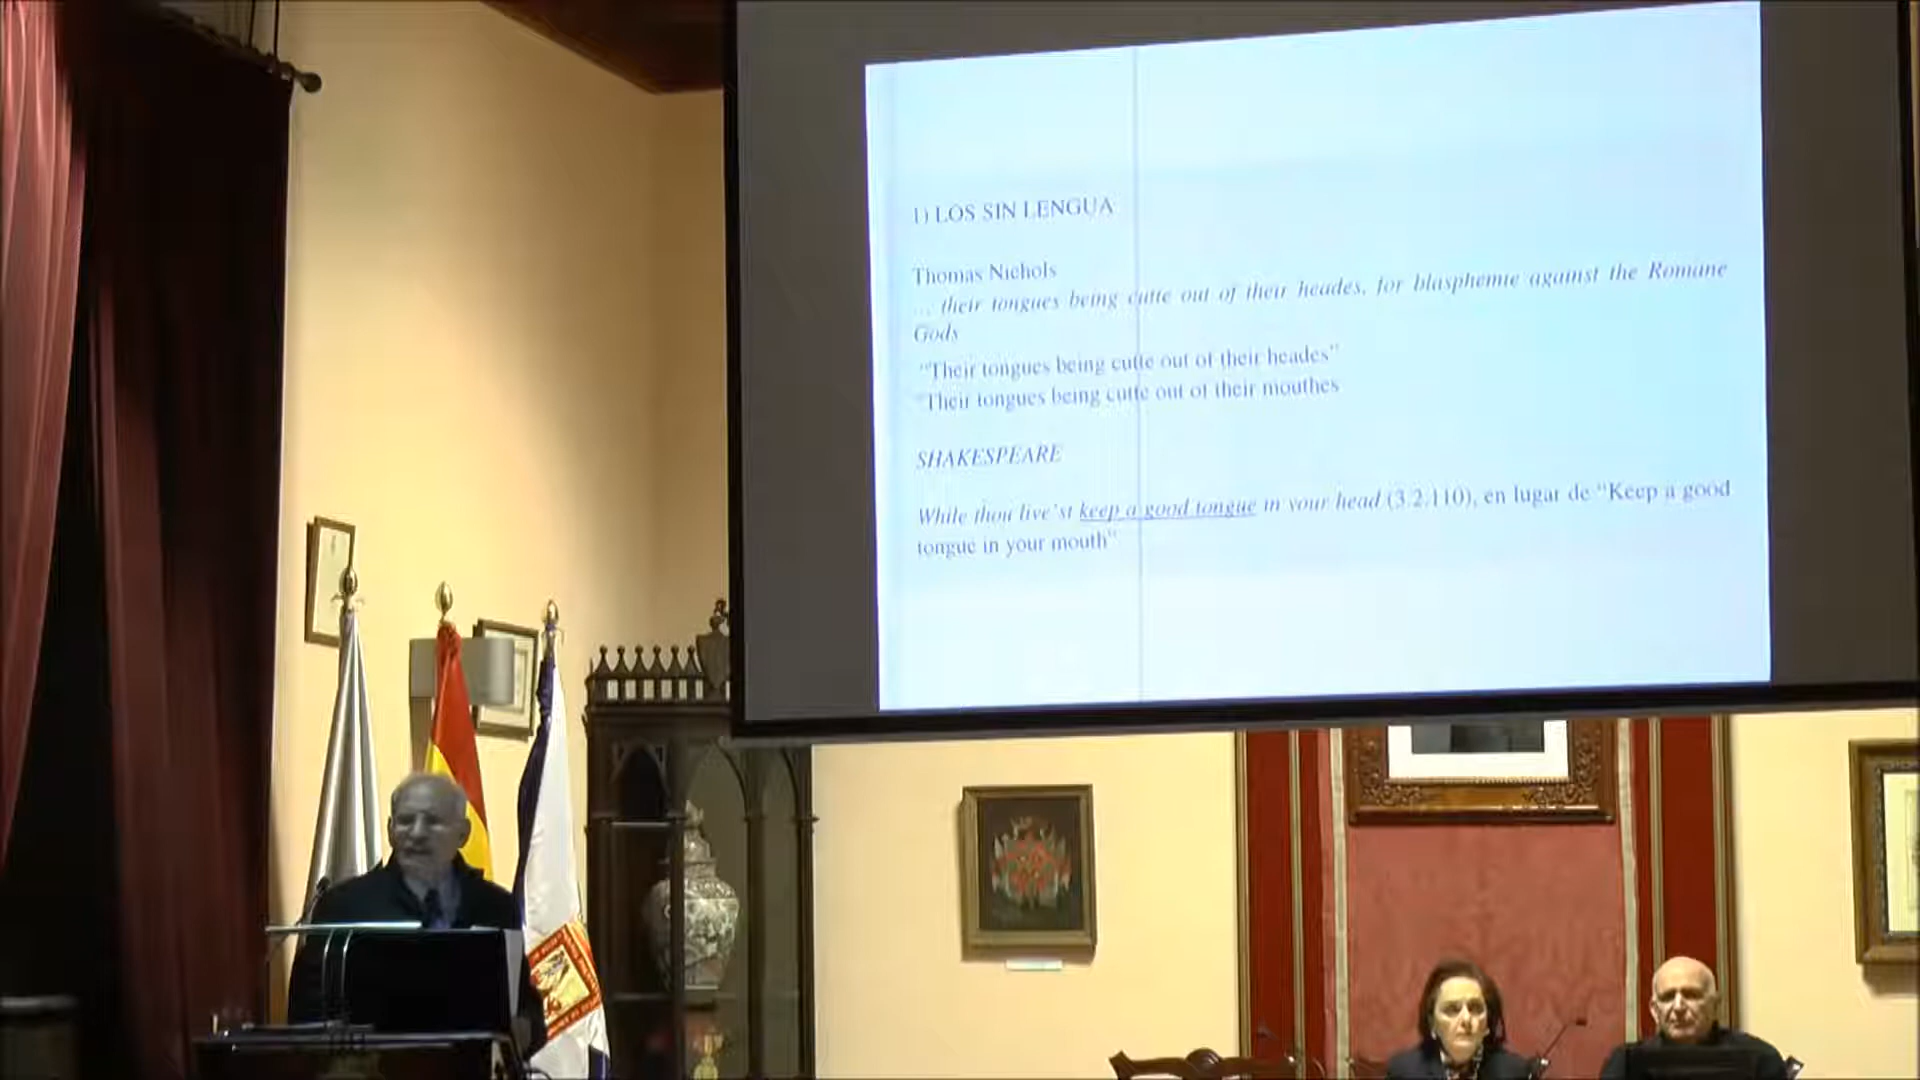 1) LOS SIN LENGUA
Thomas Nichols
... their tongues being cutte out of their heades, for blasphemie against the Romane
Gods
"Their tongues being cutte out of their heades"
"Their tongues being cutte out of their mouthes
SHAKESPEARE
While thou live'st keep a good tongue in your head (3.2.110), en lugar de "Keep a good
tongue in your mouth"